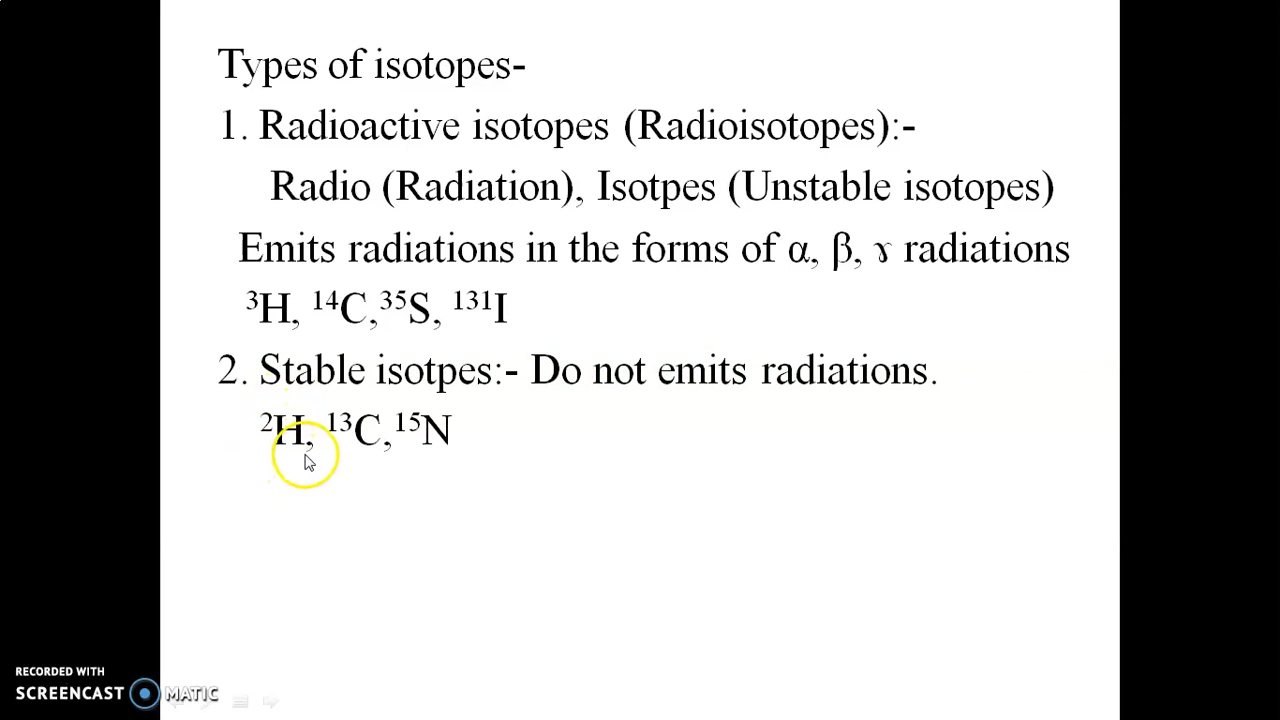 Types of isotopes-
1. Radioactive isotopes (Radioisotopes):-
Radio (Radiation), Isotpes (Unstable isotopes)
Emits radiations in the forms of α, β, ɤ radiations
³H, ¹⁴C,³⁵S, ¹³¹I
2. Stable isotpes:- Do not emits radiations.
²H, ¹³C,¹⁵N
RECORDED WITH
SCREENCAST MATIC